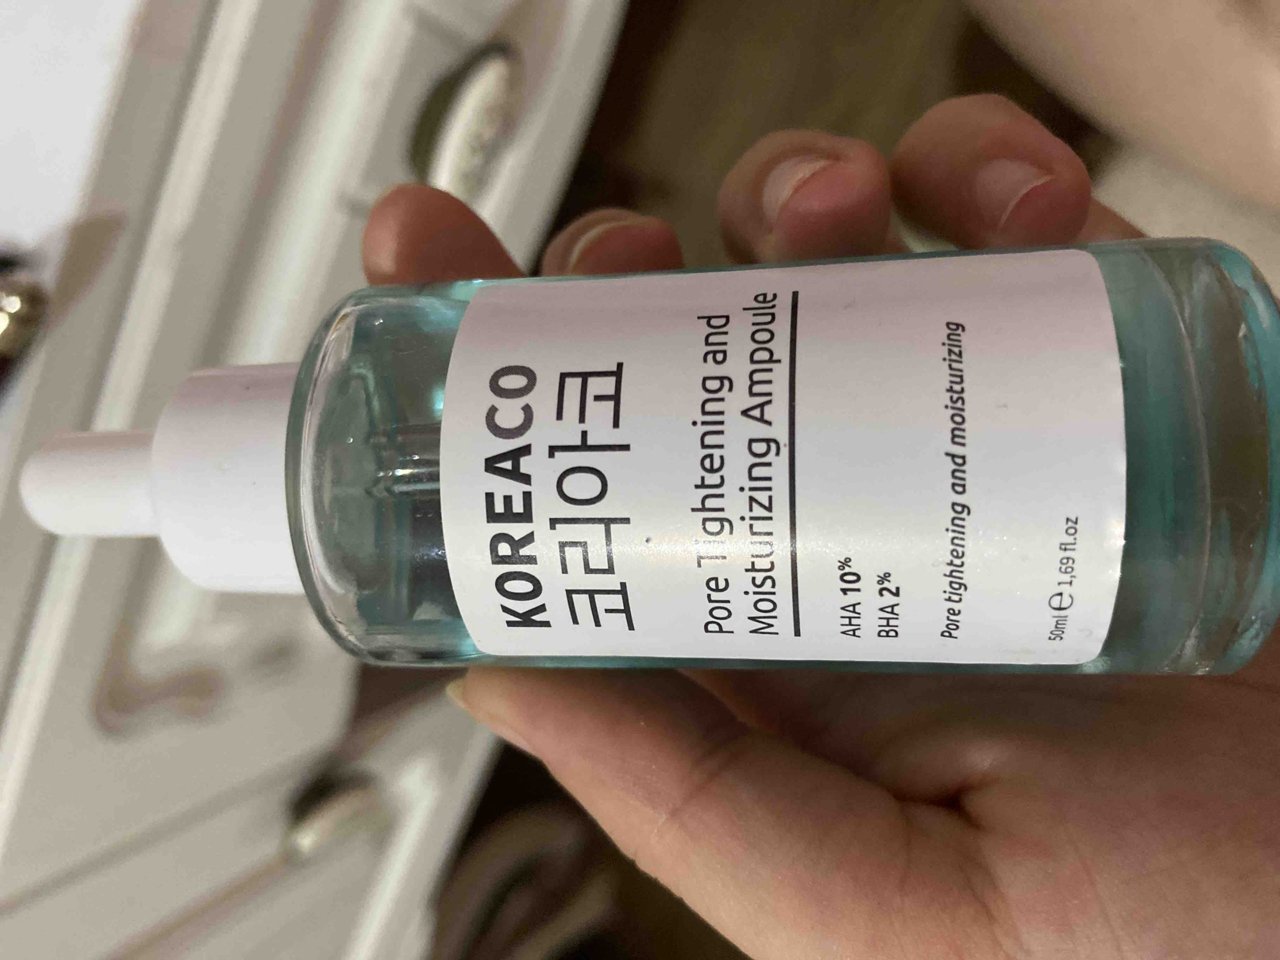 KOREACO
코리아코
Pore Tightening and
Moisturizing Ampoule
AHA 10%
BHA 2%
Pore tightening and moisturizing
50ml ℮ 1,69 fl.oz